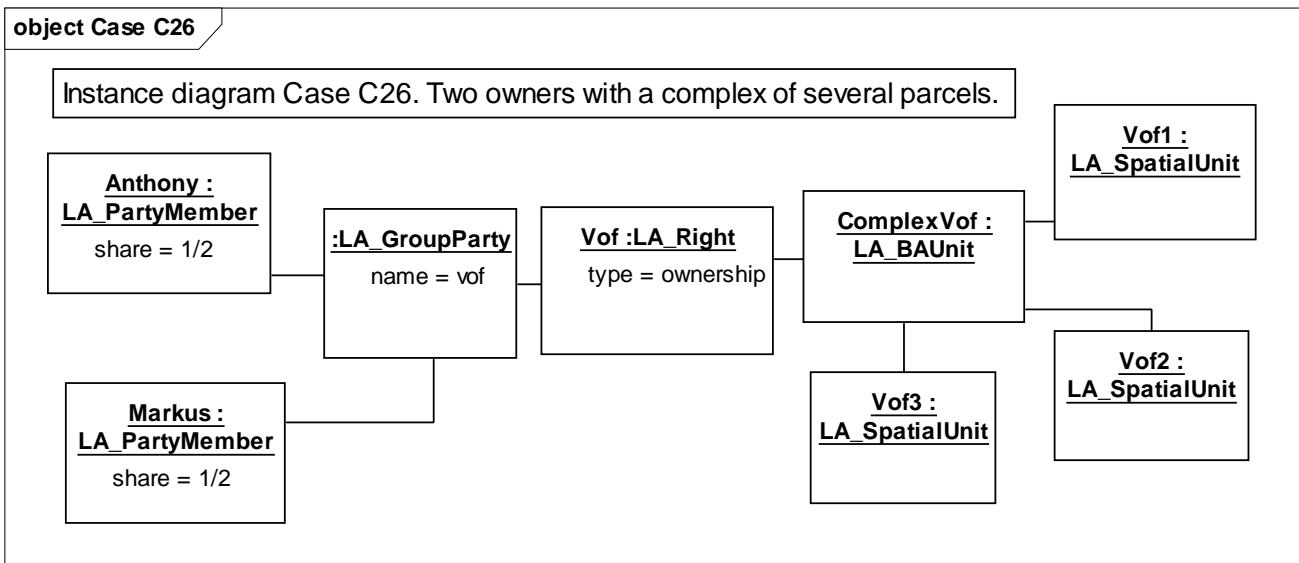 object Case C26
Instance diagram Case C26. Two owners with a complex of several parcels.
Anthony :
LA_PartyMember
share = 1/2
:LA_GroupParty
name = vof
Vof :LA_Right
type = ownership
ComplexVof :
LA_BAUnit
Vof1 :
LA_SpatialUnit
Vof2 :
LA_SpatialUnit
Vof3 :
LA_SpatialUnit
Markus :
LA_PartyMember
share = 1/2